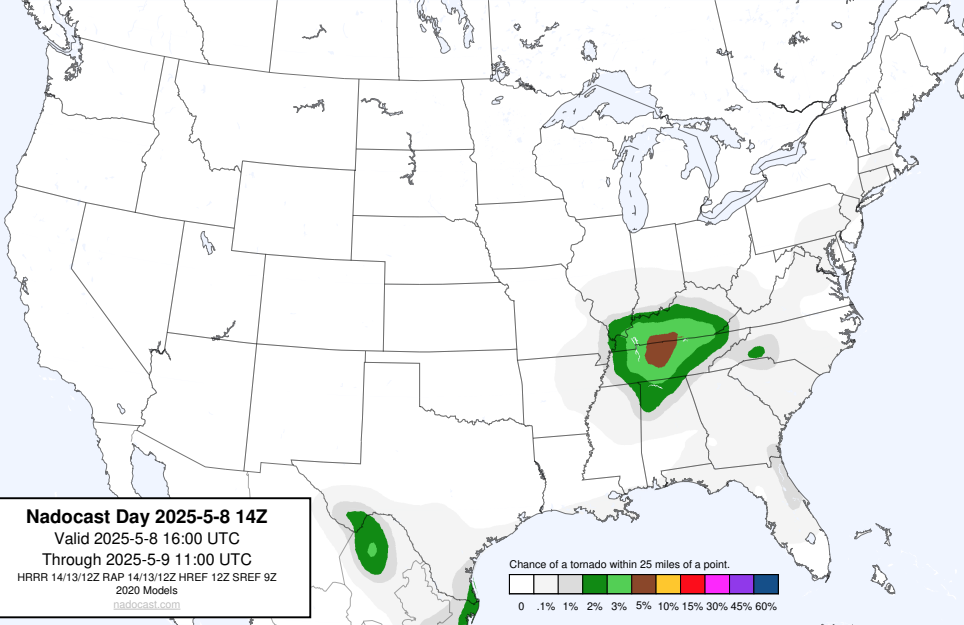 Nadocast Day 2025-5-8 14Z
Valid 2025-5-8 16:00 UTC
Through 2025-5-9 11:00 UTC
HRRR 14/13/12Z RAP 14/13/12Z HREF 12Z SREF 9Z
2020 Models
nadocast.com
Chance of a tornado within 25 miles of a point.
0 .1% 1% 2% 3% 5% 10% 15% 30% 45% 60%